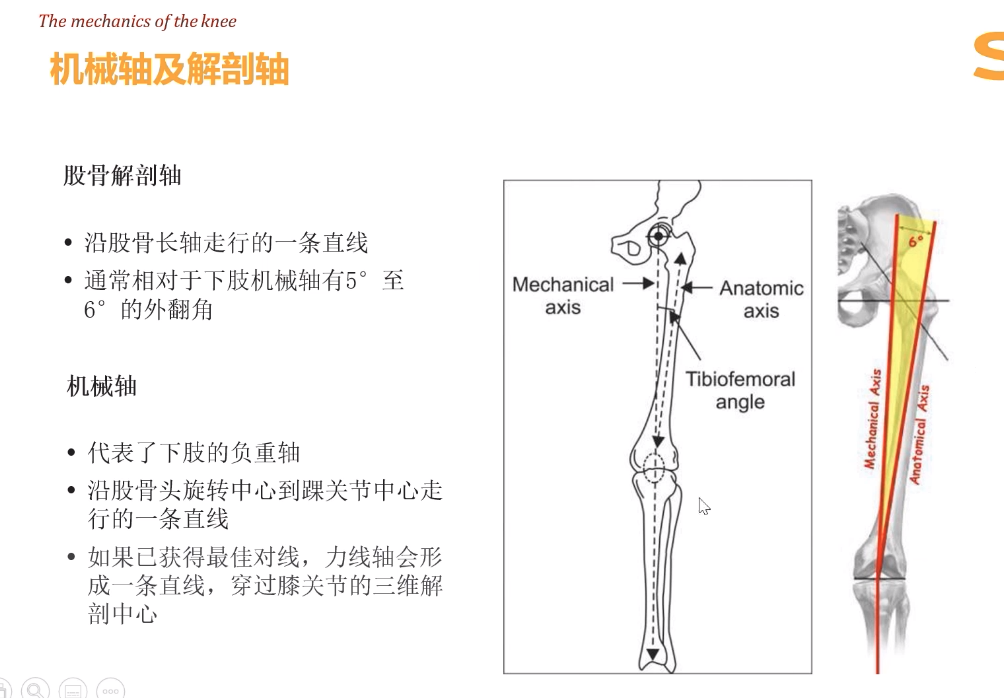 The mechanics of the knee
机械轴及解剖轴
S
股骨解剖轴
• 沿股骨长轴走行的一条直线
• 通常相对于下肢机械轴有5°至
6°的外翻角
机械轴
• 代表了下肢的负重轴
• 沿股骨头旋转中心到踝关节中心走
行的一条直线
• 如果已获得最佳对线，力线轴会形
成一条直线，穿过膝关节的三维解
剖中心
Mechanical
axis
Anatomic
axis
Tibiofemoral
angle
6°
Mechanical Axis
Anatomical Axis